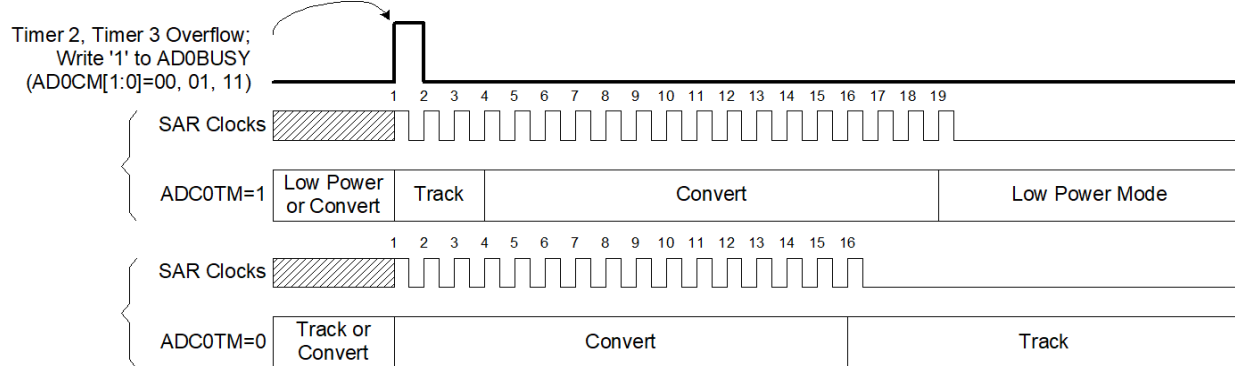 Timer 2, Timer 3 Overflow;
Write '1' to AD0BUSY
(AD0CM[1:0]=00, 01, 11)
1 2 3 4 5 6 7 8 9 10 11 12 13 14 15 16 17 18 19
SAR Clocks
ADC0TM=1
Low Power
or Convert
Track
Convert
Low Power Mode
1 2 3 4 5 6 7 8 9 10 11 12 13 14 15 16
SAR Clocks
ADC0TM=0
Track or
Convert
Convert
Track